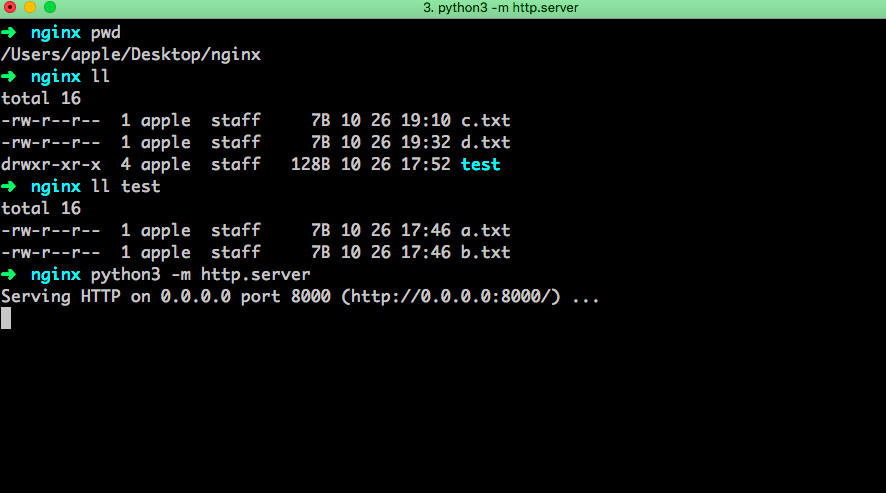 3. python3 -m http.server
➜ nginx pwd
/Users/apple/Desktop/nginx
➜ nginx ll
total 16
-rw-r--r-- 1 apple staff 7B 10 26 19:10 c.txt
-rw-r--r-- 1 apple staff 7B 10 26 19:32 d.txt
drwxr-xr-x 4 apple staff 128B 10 26 17:52 test
➜ nginx ll test
total 16
-rw-r--r-- 1 apple staff 7B 10 26 17:46 a.txt
-rw-r--r-- 1 apple staff 7B 10 26 17:46 b.txt
➜ nginx python3 -m http.server
Serving HTTP on 0.0.0.0 port 8000 (http://0.0.0.0:8000/) ...